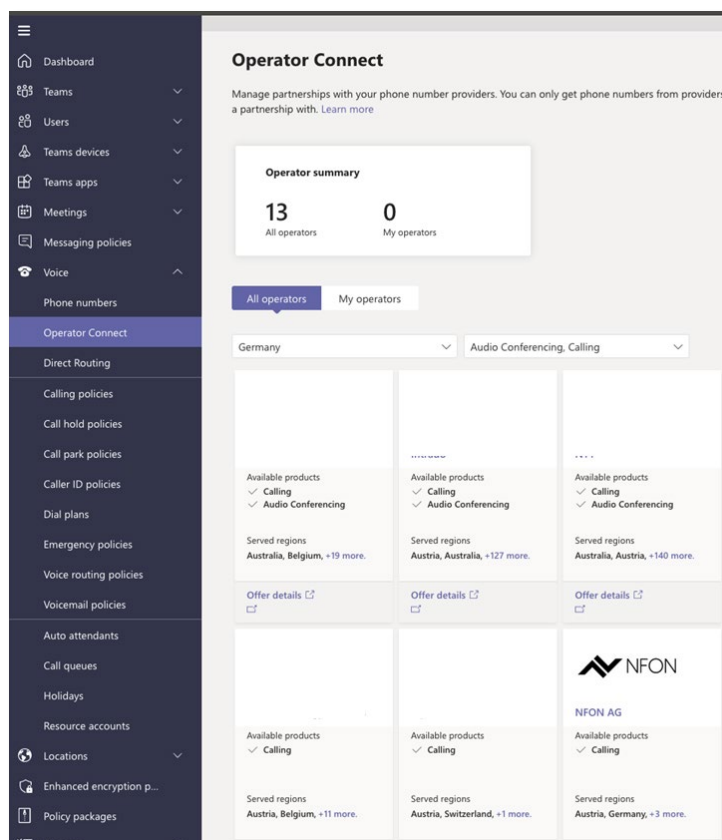 Dashboard
Teams
Users
Teams devices
Teams apps
Meetings
Messaging policies
Voice
Phone numbers
Operator Connect
Direct Routing
Calling policies
Call hold policies
Call park policies
Caller ID policies
Dial plans
Emergency policies
Voice routing policies
Voicemail policies
Auto attendants
Call queues
Holidays
Resource accounts
Locations
Enhanced encryption p...
Policy packages
Operator Connect
Manage partnerships with your phone number providers. You can only get phone numbers from providers
a partnership with. Learn more
Operator summary
13 0
All operators My operators
All operators My operators
Germany Audio Conferencing, Calling
Available products Available products Available products
Calling Calling Calling
Audio Conferencing Audio Conferencing Audio Conferencing
Served regions Served regions Served regions
Australia, Belgium, +19 more. Austria, Australia, +127 more. Australia, Austria, +140 more.
Offer details Offer details Offer details
NFON
NFON AG
Available products Available products Available products
Calling Calling Calling
Served regions Served regions Served regions
Austria, Belgium, +11 more. Austria, Switzerland, +1 more. Austria, Germany, +3 more.